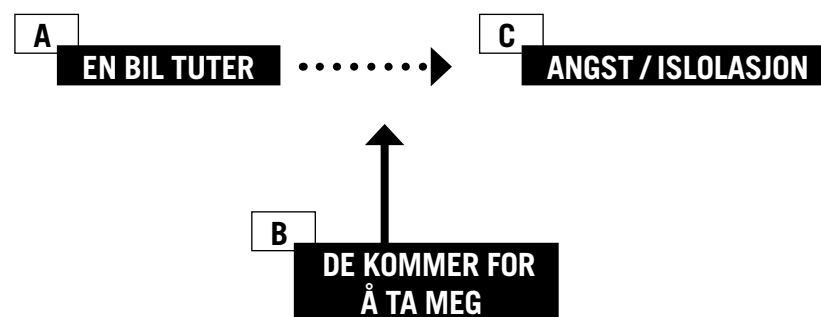 A
EN BIL TUTER
C
ANGST / ISLOLASJON
B
DE KOMMER FOR
Å TA MEG